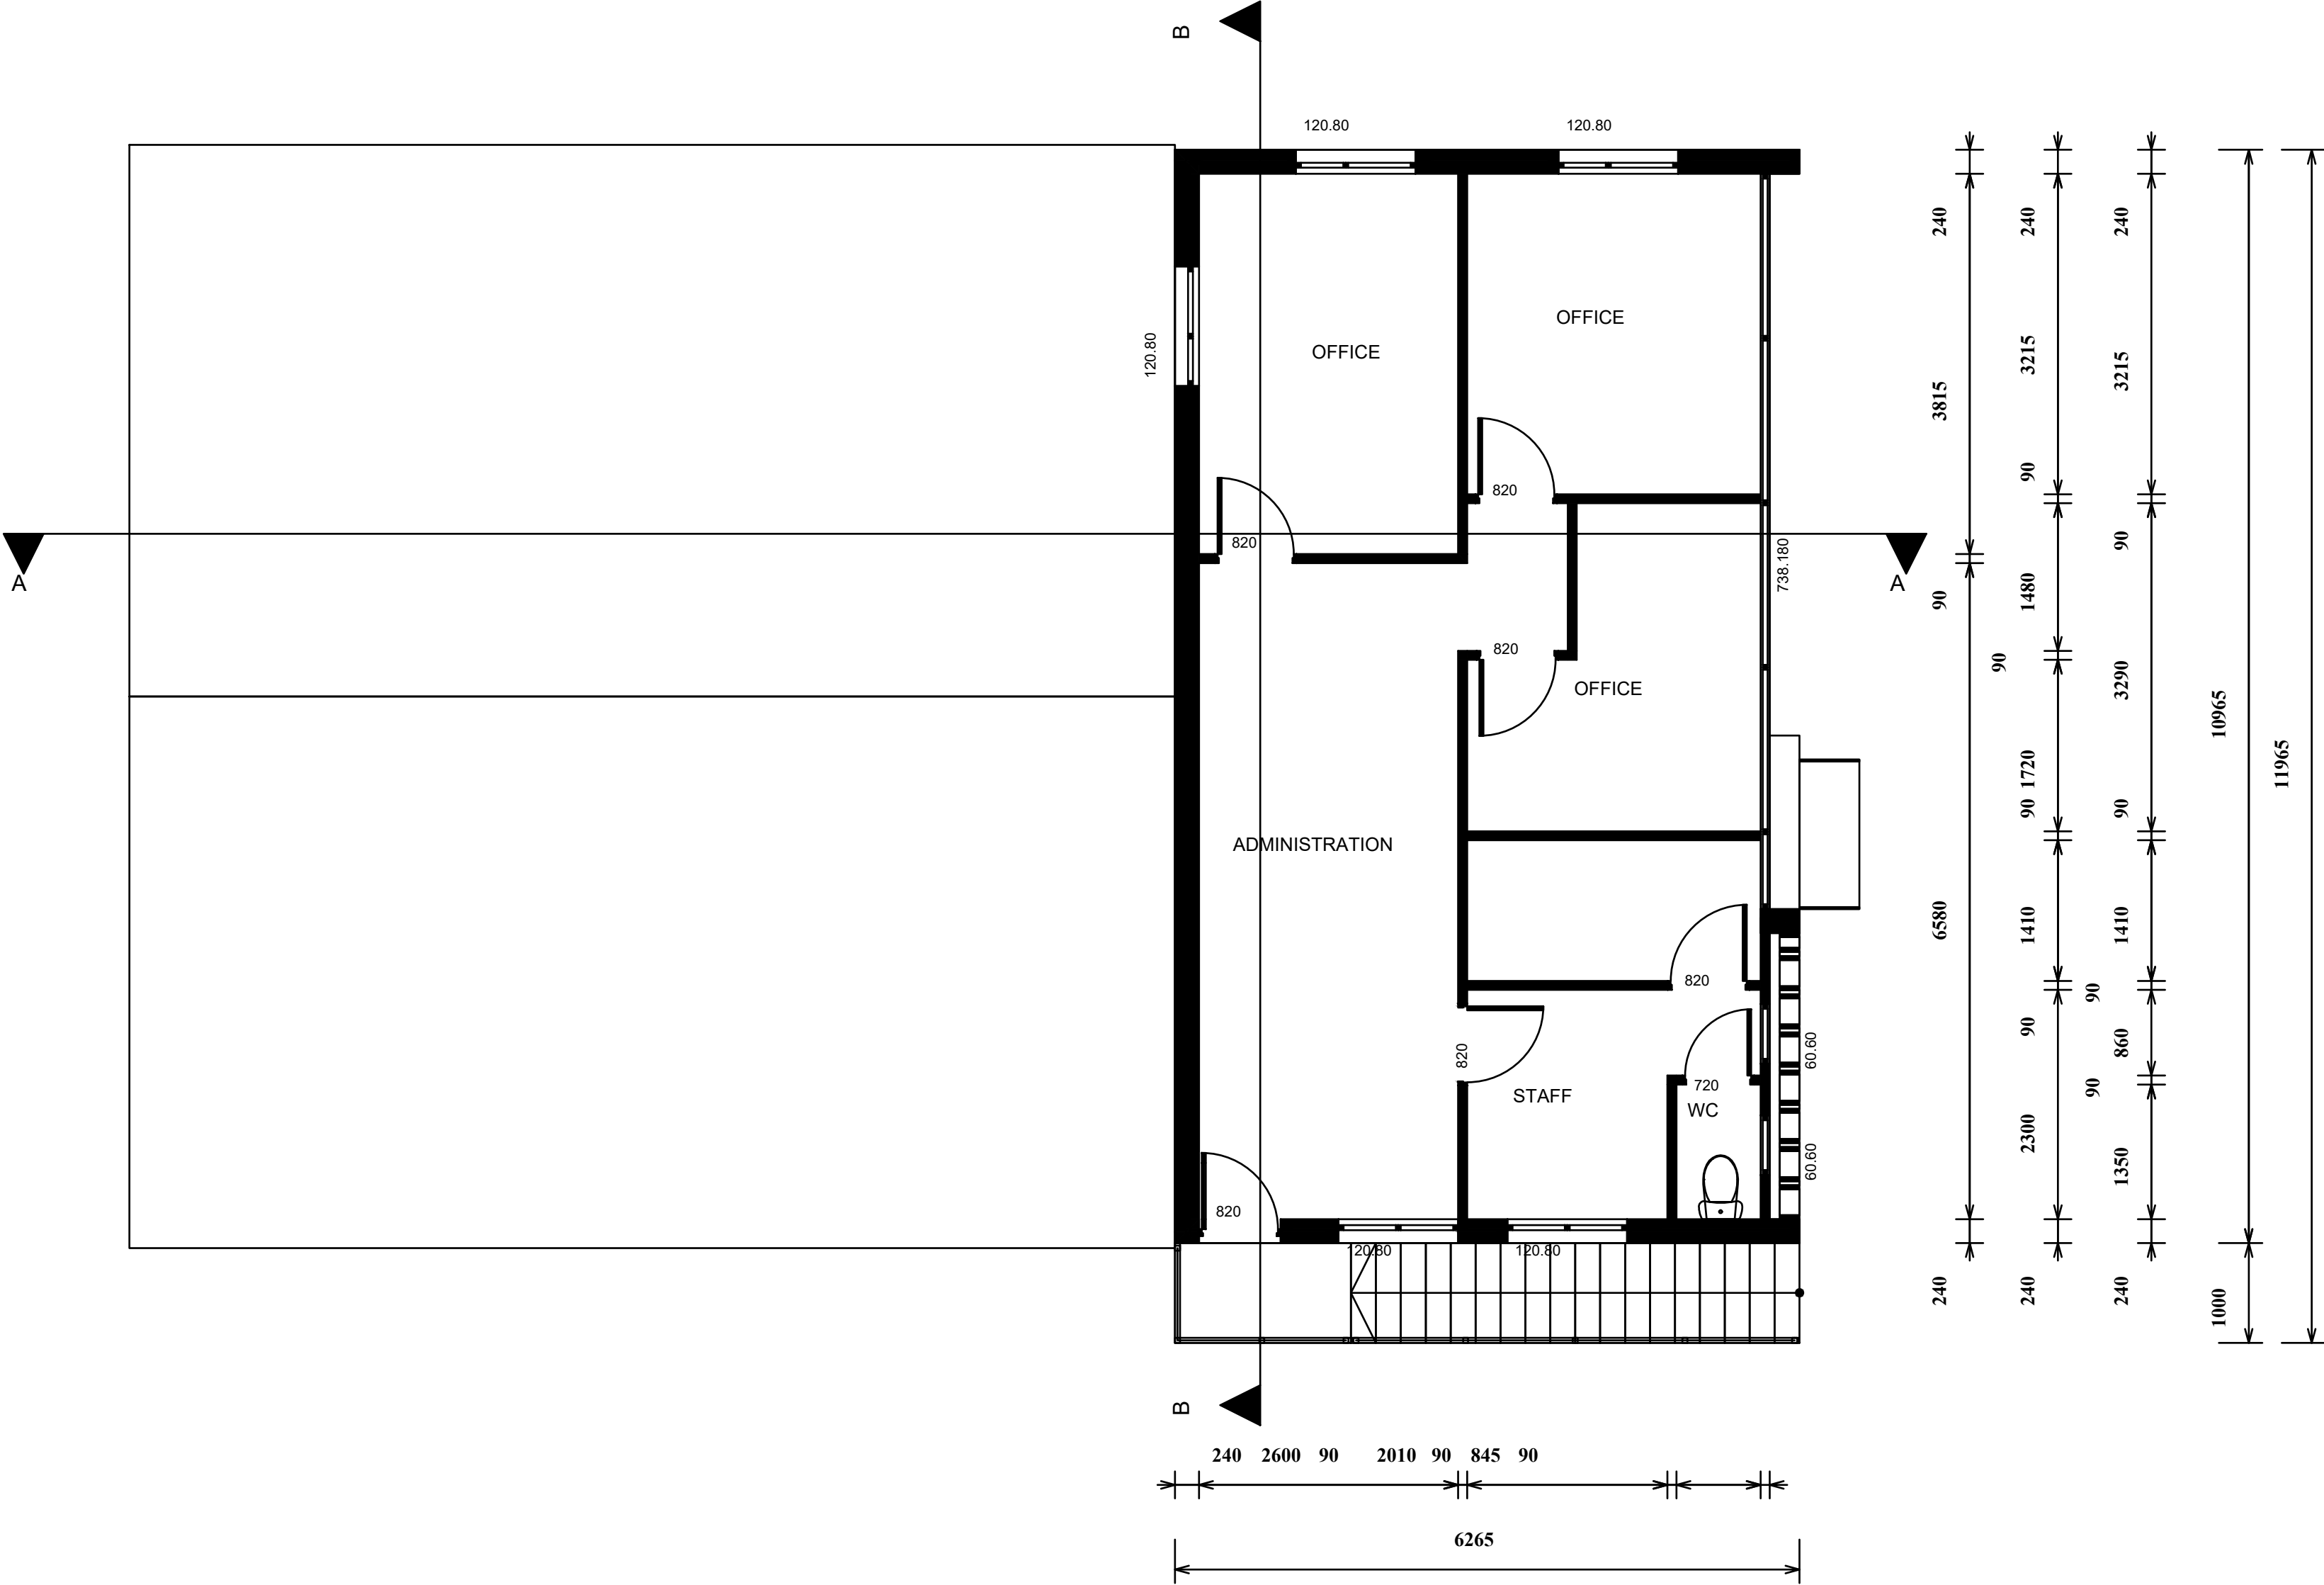 B
120.80 120.80
OFFICE
OFFICE
120.80
820
820
A
A
738.180
820
OFFICE
ADMINISTRATION
820
820
60.60
720
STAFF
WC
60.60
820
120.80 120.80
B
240 2600 90 2010 90 845 90
6265
240 3815 90 6580 240
90
240 3215 90 1480 1720 90 1410 90 2300 240
90 90
240 3215 90 3290 90 1410 860 1350 240
10965 1000
11965